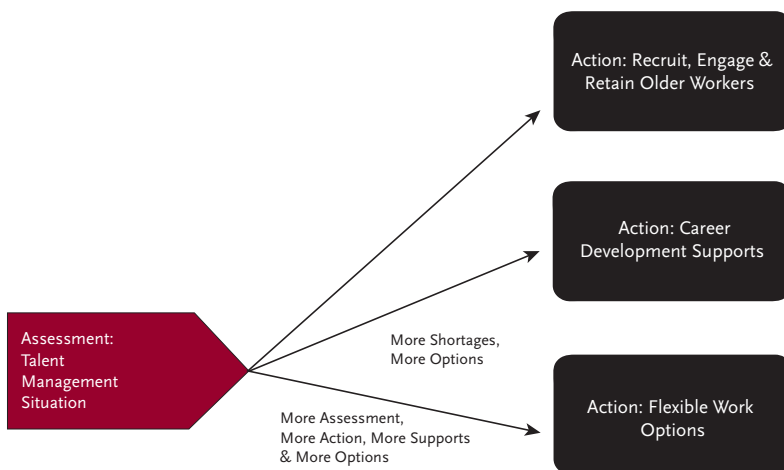 Action: Recruit, Engage &
Retain Older Workers
Action: Career
Development Supports
More Shortages,
More Options
Assessment:
Talent
Management
Situation
Action: Flexible Work
Options
More Assessment,
More Action, More Supports
& More Options